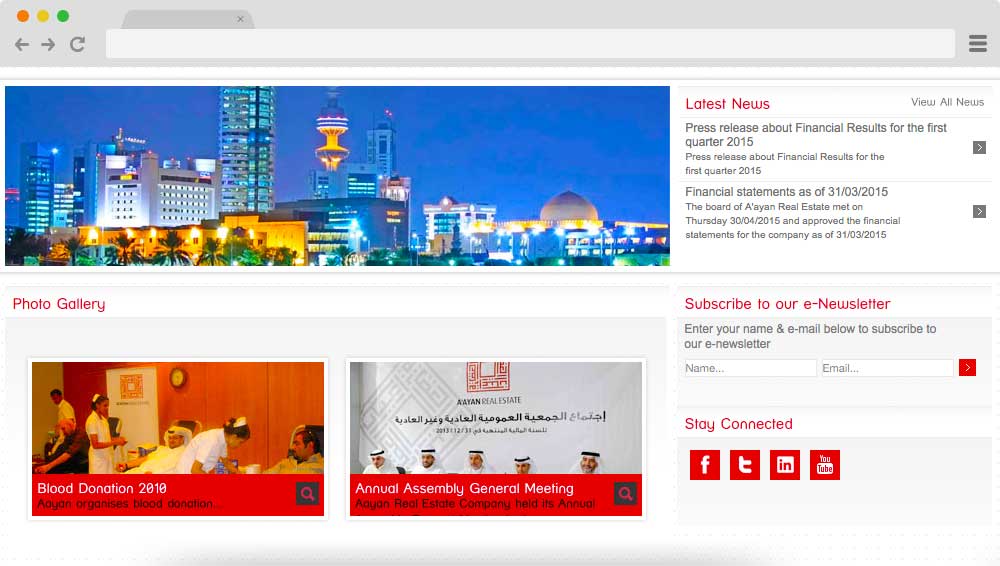 Latest News
View All News
Press release about Financial Results for the first
quarter 2015
Press release about Financial Results for the
first quarter 2015
Financial statements as of 31/03/2015
The board of A'ayan Real Estate met on
Thursday 30/04/2015 and approved the financial
statements for the company as of 31/03/2015
Photo Gallery
A'AYAN REAL ESTATE
Blood Donation 2010
Aayan organises blood donation...
A'AYAN REAL ESTATE
إجتماع الجمعية العمومية العادية وغير العادية
للسنة المالية المنتهية في 2013/12/31
Annual Assembly General Meeting
Aayan Real Estate Company held its Annual
Subscribe to our e-Newsletter
Enter your name & e-mail below to subscribe to
our e-newsletter
Name...
Email...
Stay Connected
f
t
in
You
Tube